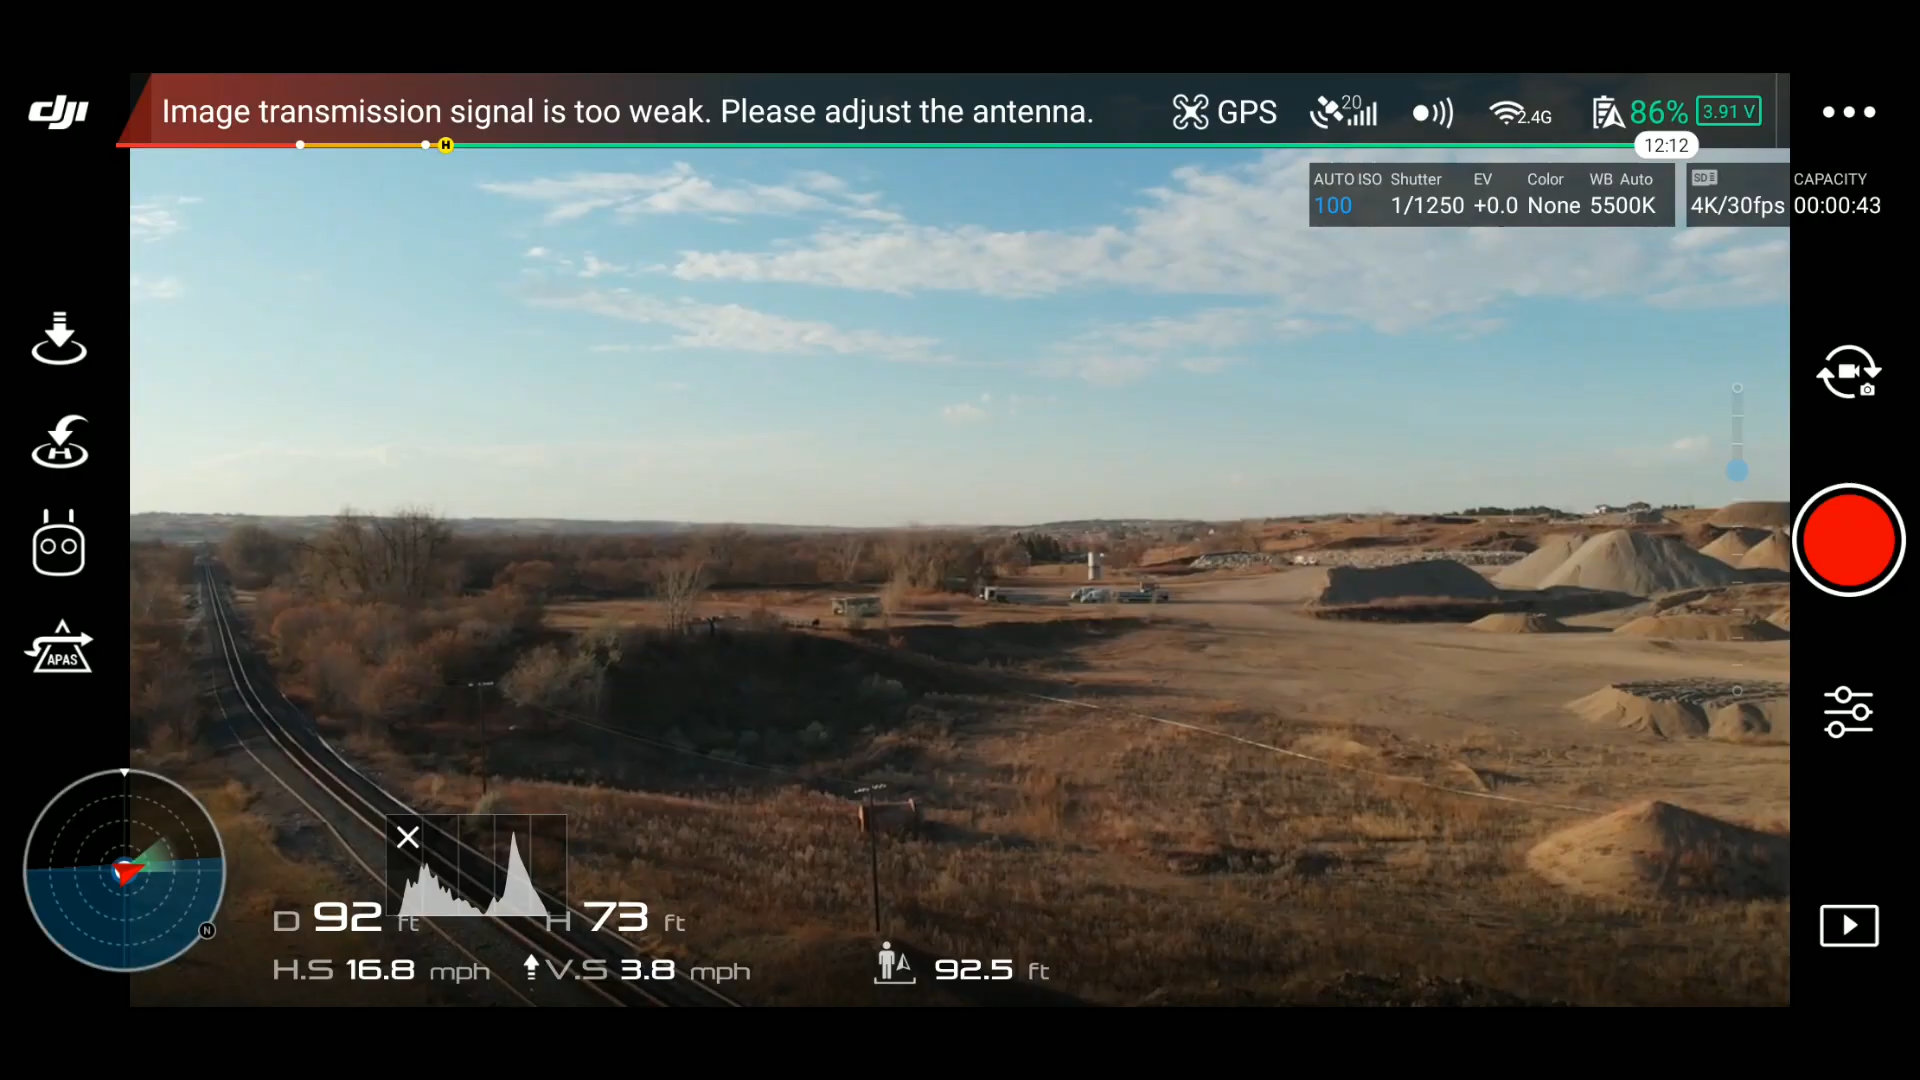 dji
Image transmission signal is too weak. Please adjust the antenna.
GPS
20
2.4G
86%
3.91 V
H
12:12
AUTO ISO Shutter EV Color WB Auto
100 1/1250 +0.0 None 5500K
SD
CAPACITY
4K/30fps 00:00:43
H
APAS
N
D 92 ft H 73 ft
H.S 16.8 mph V.S 3.8 mph 92.5 ft